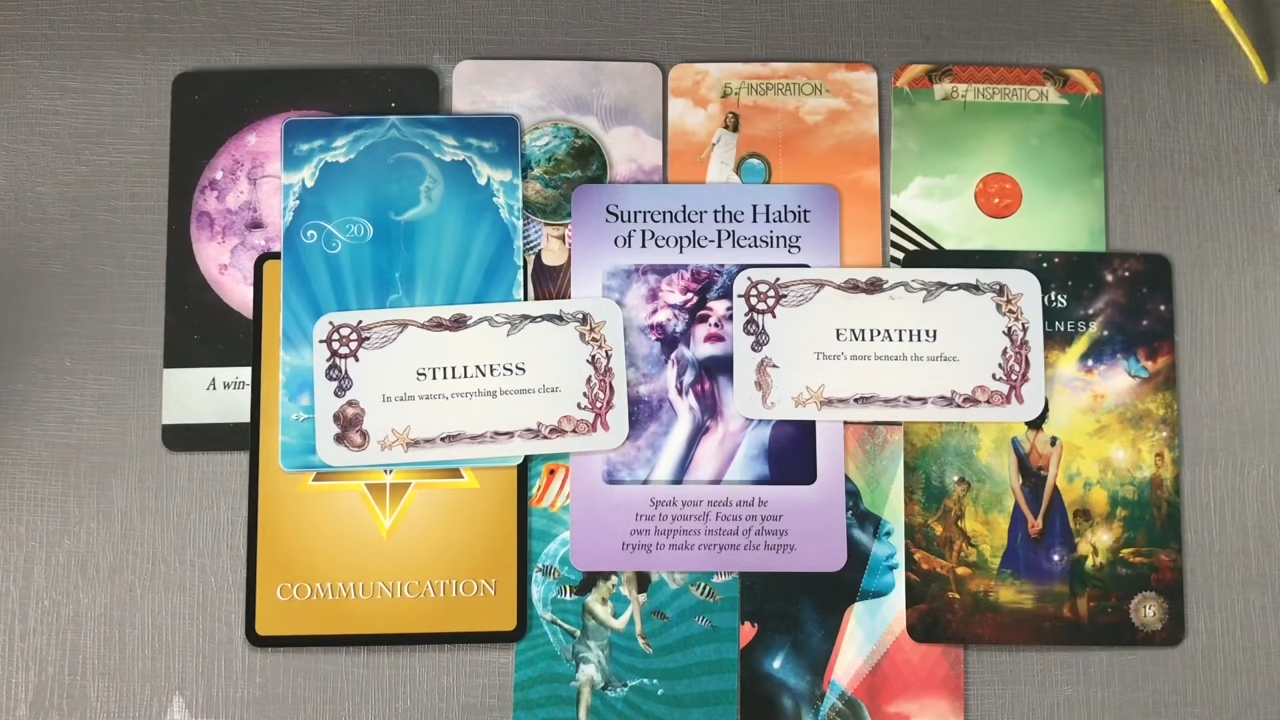 5 of INSPIRATION
8 of INSPIRATION
20
Surrender the Habit
of People-Pleasing
EMPATHY
There's more beneath the surface.
STILLNESS
In calm waters, everything becomes clear.
A win-
Speak your needs and be
true to yourself. Focus on your
own happiness instead of always
trying to make everyone else happy.
COMMUNICATION
15